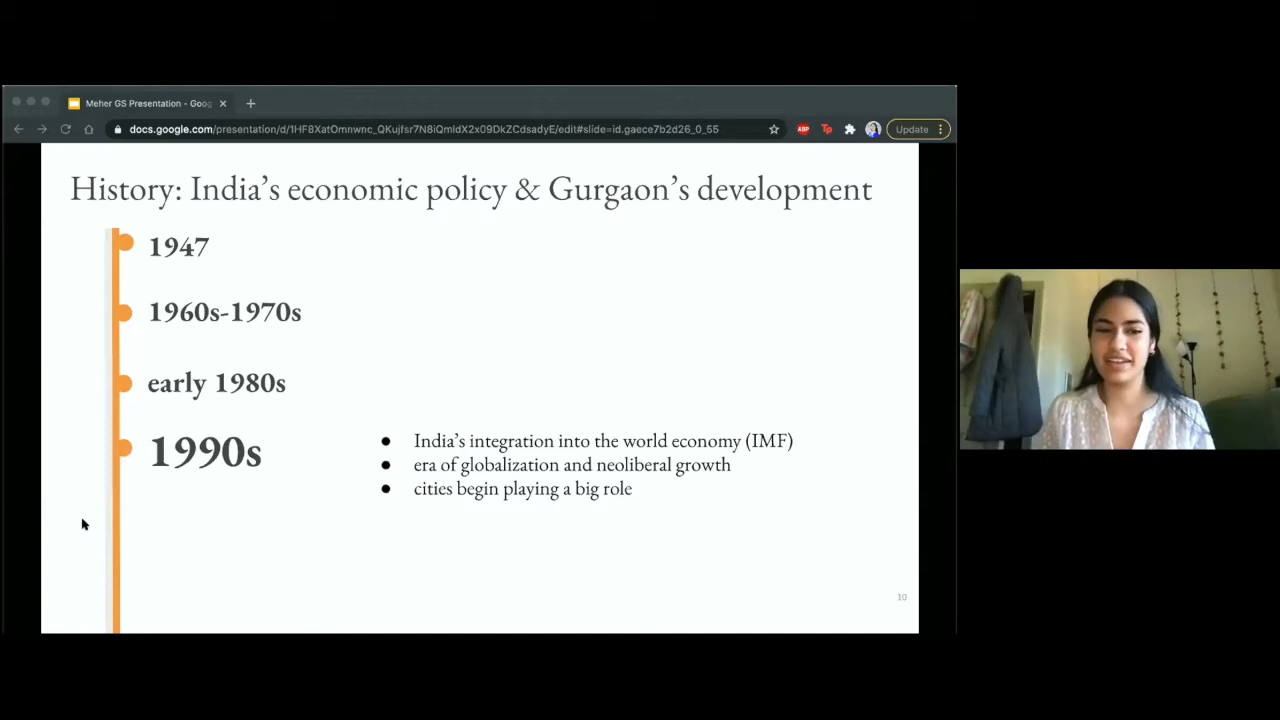 Meher GS Presentation - Goog
docs.google.com/presentation/d/1HF8XatOmnwnc_QKujfsr7N8iQmldX2x09DkZCdsadyE/edit#slide=id.gaece7b2d26_0_55
ABP
Tp
Update
History: India’s economic policy & Gurgaon’s development
1947
1960s-1970s
early 1980s
1990s
● India’s integration into the world economy (IMF)
● era of globalization and neoliberal growth
● cities begin playing a big role
10